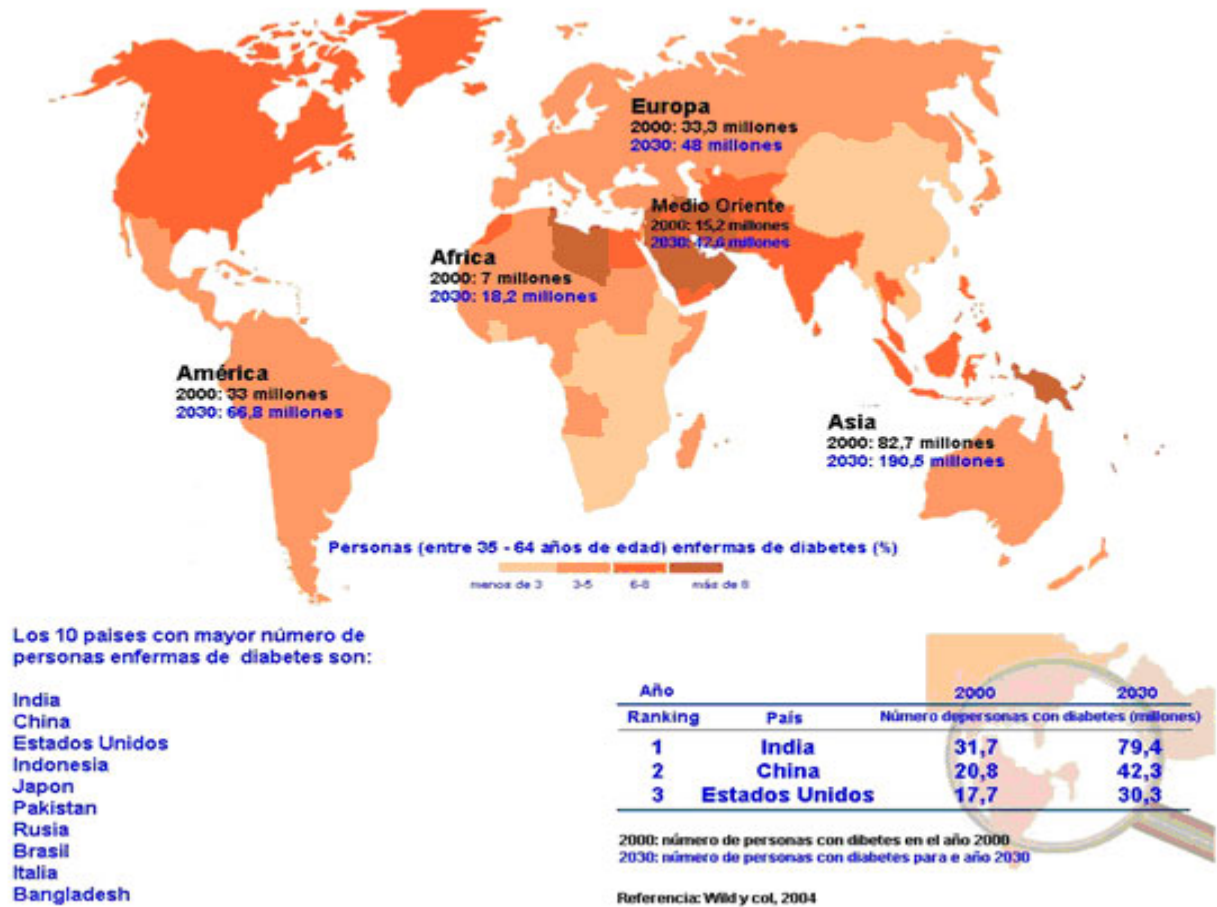 Europa
2000: 33,3 millones
2030: 48 millones
Medio Oriente
2000: 15,2 millones
2030: 42,6 millones
Africa
2000: 7 millones
2030: 18,2 millones
América
2000: 33 millones
2030: 66,8 millones
Asia
2000: 82,7 millones
2030: 190,5 millones
Personas (entre 35 - 64 años de edad) enfermas de diabetes (%)
menos de 3 3-5 6-8 más de 8
Los 10 paises con mayor número de
personas enfermas de diabetes son:
India
China
Estados Unidos
Indonesia
Japon
Pakistan
Rusia
Brasil
Italia
Bangladesh
Año 2000 2030
Ranking País Número depersonas con diabetes (millones)
1 India 31,7 79,4
2 China 20,8 42,3
3 Estados Unidos 17,7 30,3
2000: número de personas con dibetes en el año 2000
2030: número de personas con diabetes para e año 2030
Referencia: Wild y col, 2004